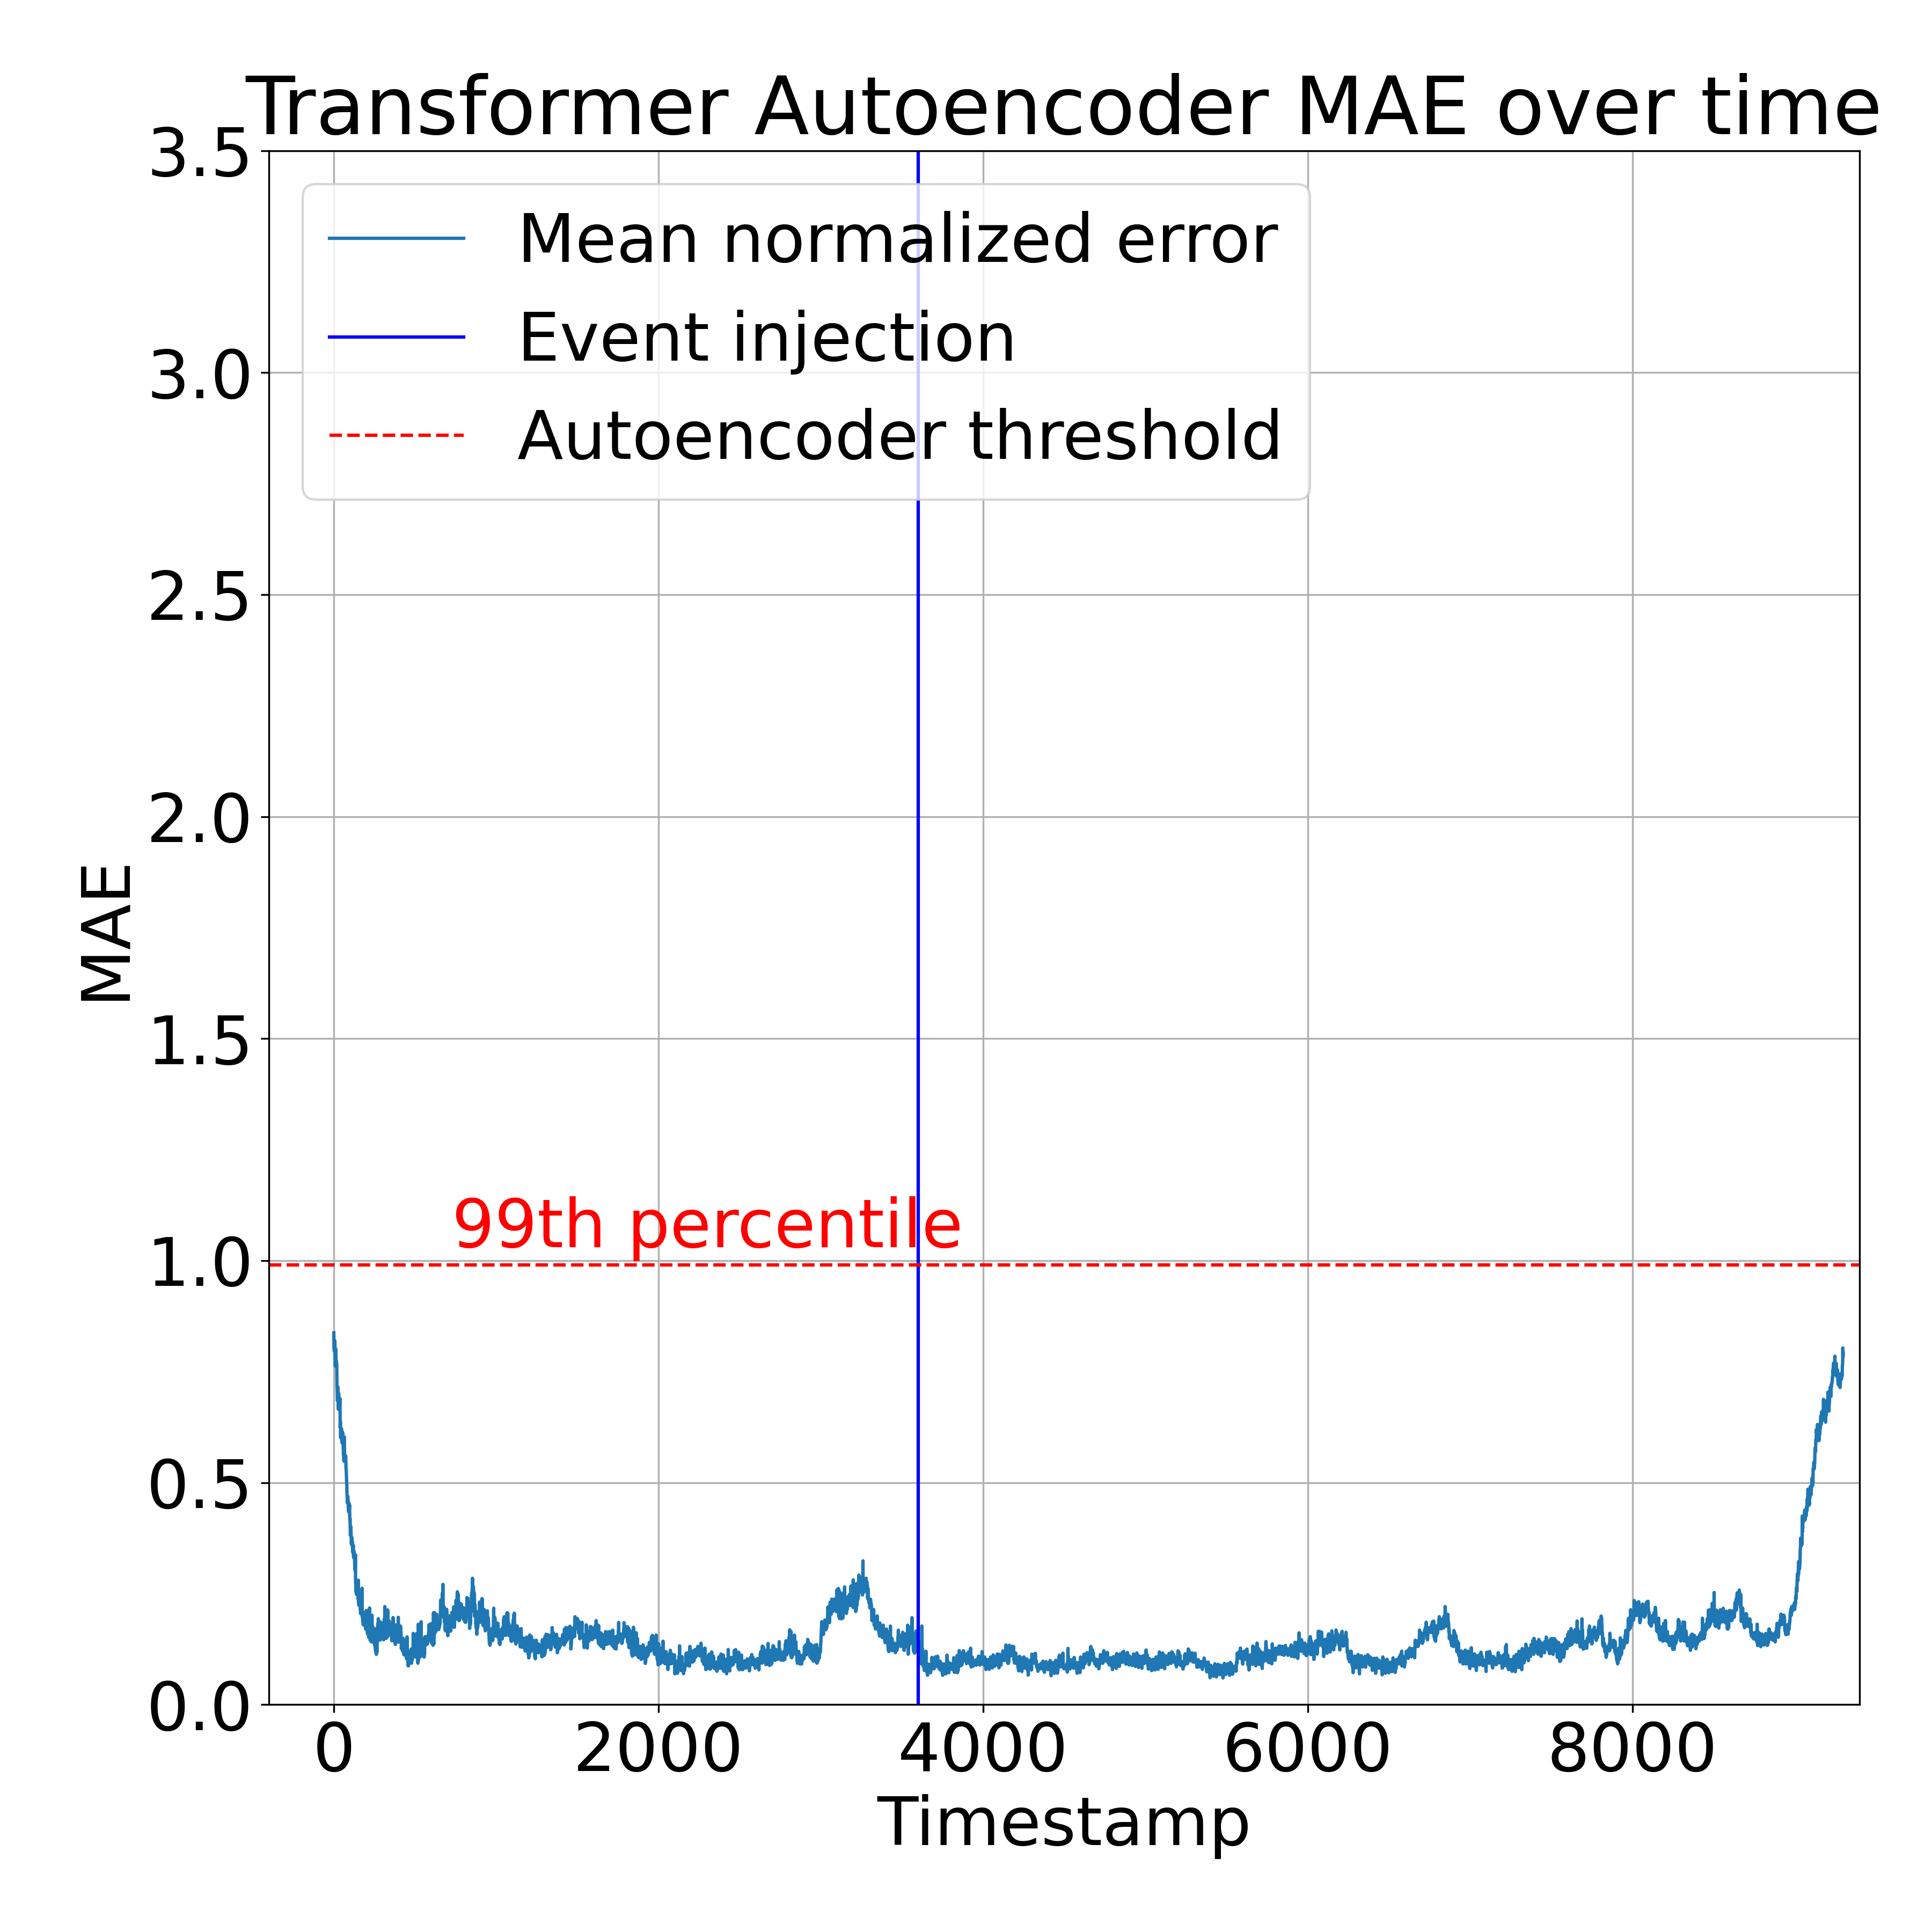 Transformer Autoencoder MAE over time
3.5
3.0
2.5
2.0
1.5
1.0
0.5
0.0
MAE
Mean normalized error
Event injection
Autoencoder threshold
99th percentile
0 2000 4000 6000 8000
Timestamp